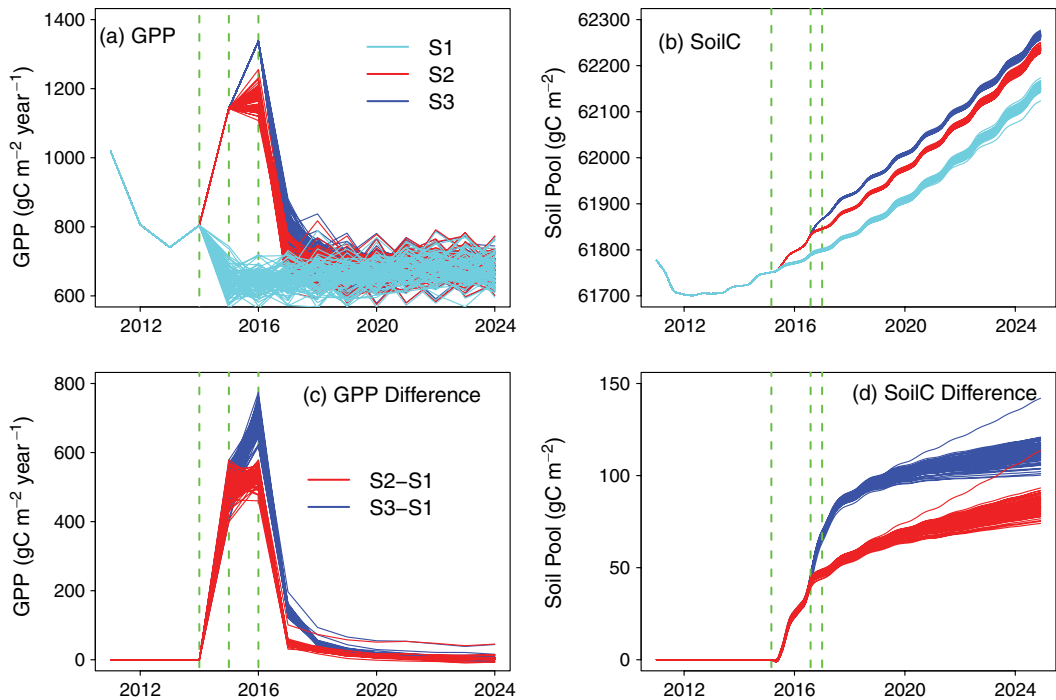 (a) GPP
S1
S2
S3
GPP (gC m−2 year−1)
1400
1200
1000
800
600
2012
2016
2020
2024
(b) SoilC
Soil Pool (gC m−2)
62300
62200
62100
62000
61900
61800
61700
2012
2016
2020
2024
(c) GPP Difference
S2−S1
S3−S1
GPP (gC m−2 year−1)
800
600
400
200
0
2012
2016
2020
2024
(d) SoilC Difference
Soil Pool (gC m−2)
150
100
50
0
2012
2016
2020
2024